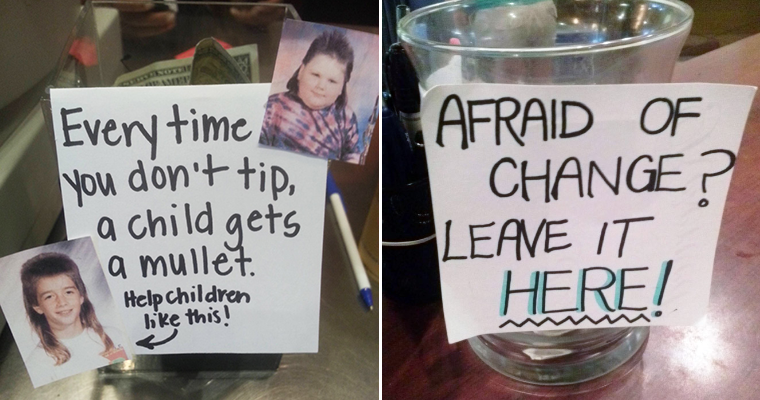 Every time
you don't tip,
a child gets
a mullet.
Help children
like this!
AFRAID OF
CHANGE?
LEAVE IT
HERE!